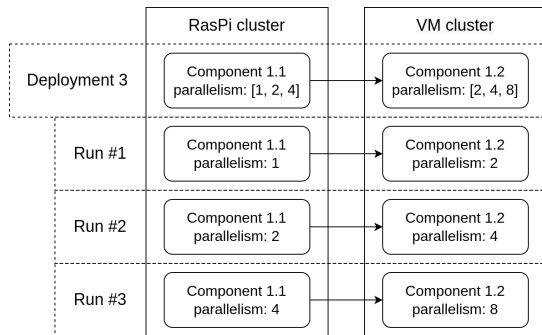 RasPi cluster
VM cluster
Deployment 3
Component 1.1
parallelism: [1, 2, 4]
Component 1.2
parallelism: [2, 4, 8]
Run #1
Component 1.1
parallelism: 1
Component 1.2
parallelism: 2
Run #2
Component 1.1
parallelism: 2
Component 1.2
parallelism: 4
Run #3
Component 1.1
parallelism: 4
Component 1.2
parallelism: 8